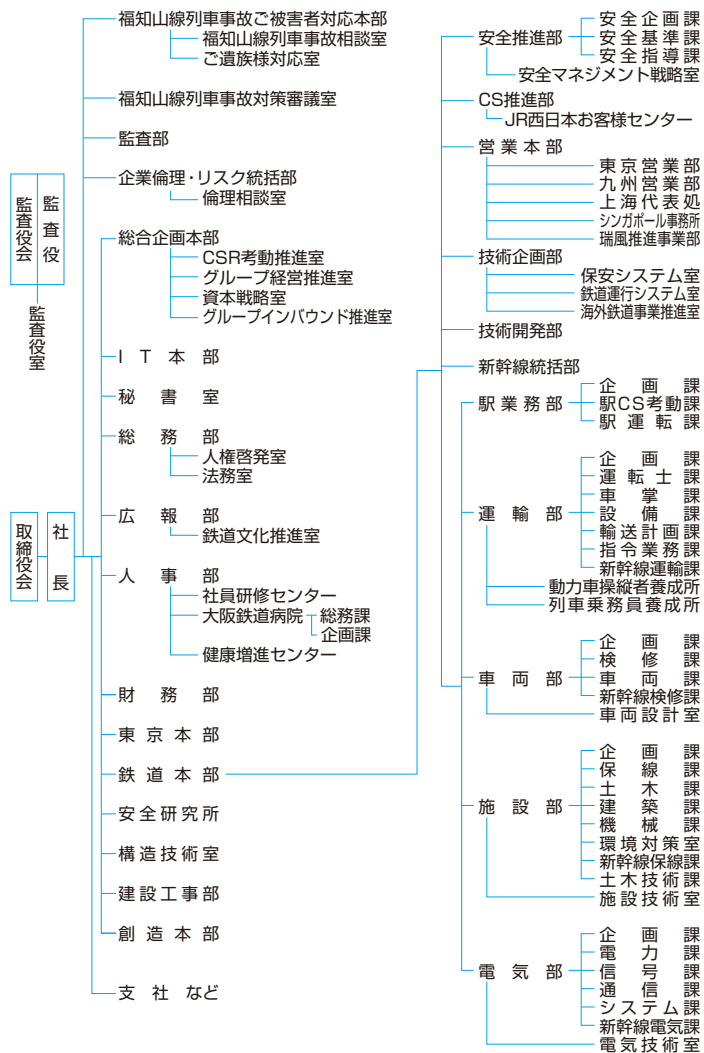 監査役会
監査役
監査役室
取締役会
社長
福知山線列車事故ご被害者対応本部
福知山線列車事故相談室
ご遺族様対応室
福知山線列車事故対策審議室
監査部
企業倫理・リスク統括部
倫理相談室
総合企画本部
CSR考動推進室
グループ経営推進室
資本戦略室
グループインバウンド推進室
IT本部
秘書室
総務部
人権啓発室
法務室
広報部
鉄道文化推進室
人事部
社員研修センター
大阪鉄道病院
総務課
企画課
健康増進センター
財務部
東京本部
鉄道本部
安全研究所
構造技術室
建設工事部
創造本部
支社など
安全推進部
安全企画課
安全基準課
安全指導課
安全マネジメント戦略室
CS推進部
JR西日本お客様センター
営業本部
東京営業部
九州営業部
上海代表処
シンガポール事務所
瑞風推進事業部
技術企画部
保安システム室
鉄道運行システム室
海外鉄道事業推進室
技術開発部
新幹線統括部
駅業務部
企画課
駅CS考動課
駅運転課
運輸部
企画課
運転士課
車掌課
設備課
輸送計画課
指令業務課
新幹線運輸課
動力車操縦者養成所
列車乗務員養成所
車両部
企画課
検修課
車両課
新幹線検修課
車両設計室
施設部
企画課
保線課
土木課
建築課
機械課
環境対策室
新幹線保線課
土木技術課
施設技術室
電気部
企画課
電力課
信号課
通信課
システム課
新幹線電気課
電気技術室